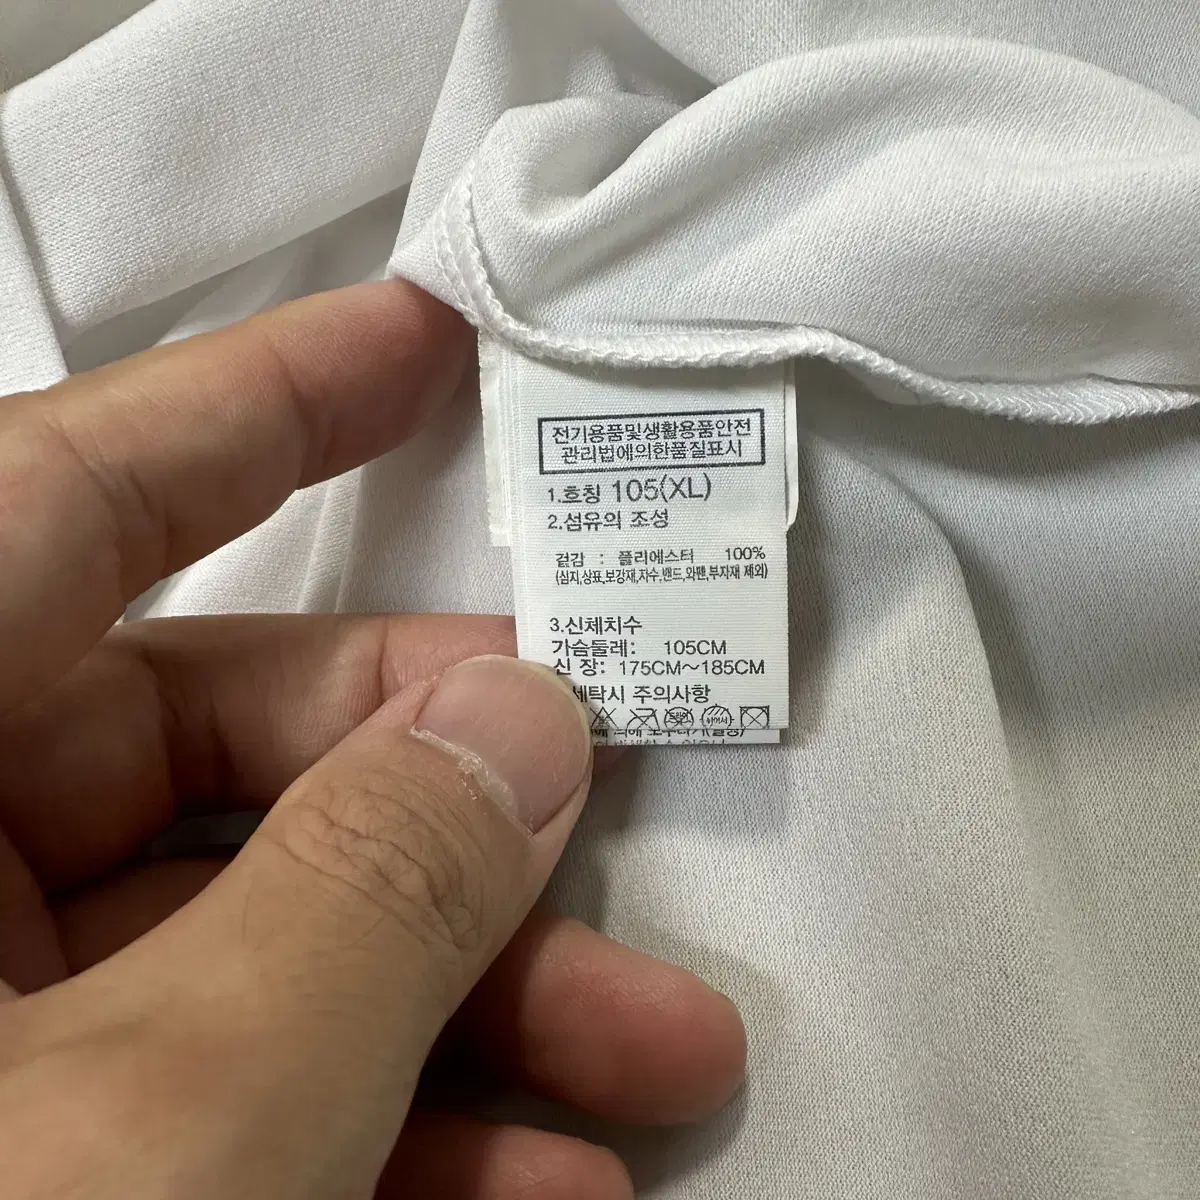 전기용품및생활용품안전
관리법에의한품질표시
1.호칭 105(XL)
2.섬유의 조성
겉감 : 폴리에스터 100%
(심지,상표,보강재,자수,밴드,와펜,부자재 제외)
3.신체치수
가슴둘레: 105CM
신 장: 175CM~185CM
세탁시 주의사항